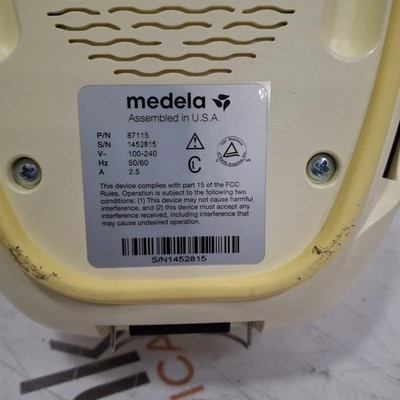 medela
Assembled in U.S.A.
P/N 87115
S/N 1452815
V~ 100-240
Hz 50/60
A 2.5
This device complies with part 15 of the FCC
Rules. Operation is subject to the following two
conditions: (1) This device may not cause harmful
interference, and (2) this device must accept any
interference received, including interference that
may cause undesired operation.
S/N1452815
ICA